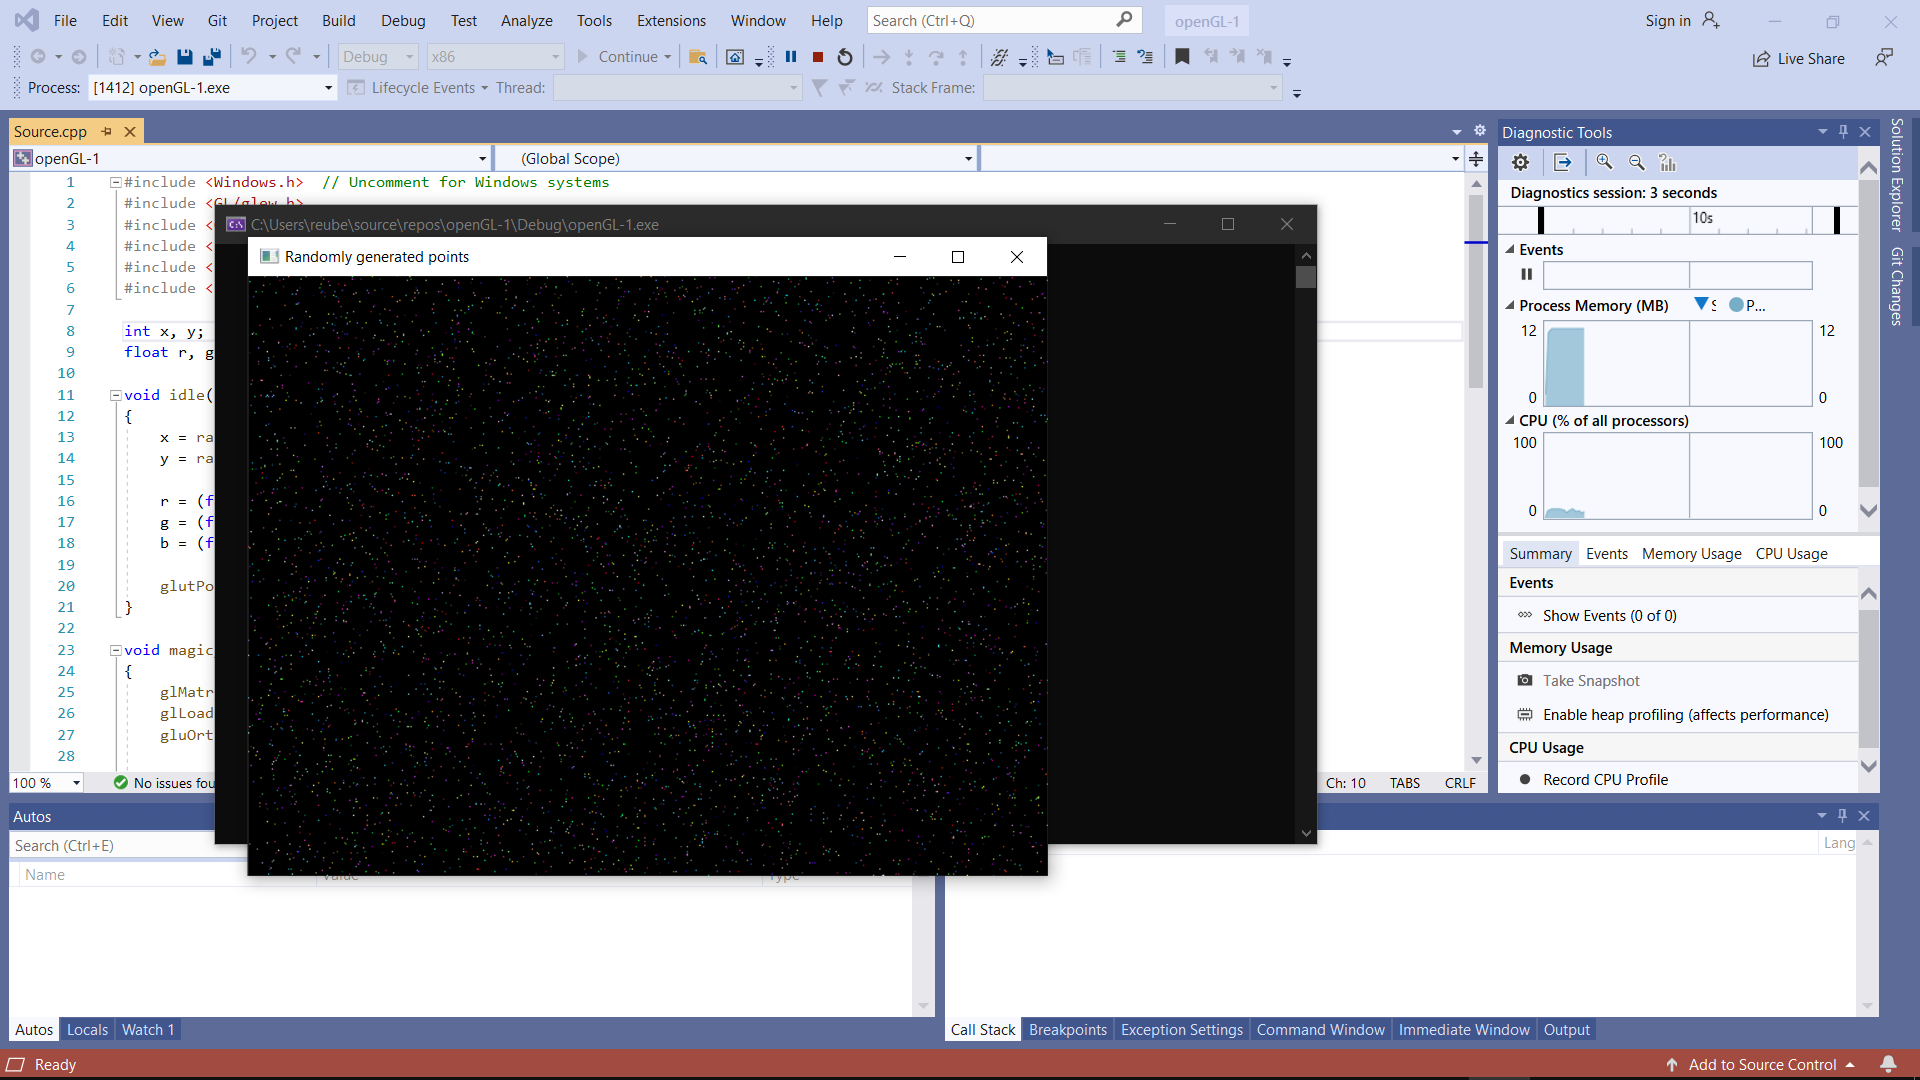 File Edit View Git Project Build Debug Test Analyze Tools Extensions Window Help Search (Ctrl+Q) openGL-1 Sign in
Debug x86 Continue Live Share
Process: [1412] openGL-1.exe Lifecycle Events Thread: Stack Frame:
Source.cpp
openGL-1 (Global Scope)
1 #include <Windows.h> // Uncomment for Windows systems
2 #include <GL/glew.h>
3 #include <
4 #include <
5 #include <
6 #include <
7
8 int x, y;
9 float r, g
10
11 void idle(
12 {
13 x = ra
14 y = ra
15
16 r = (f
17 g = (f
18 b = (f
19
20 glutPo
21 }
22
23 void magic
24 {
25 glMatr
26 glLoad
27 gluOrt
28
100 % No issues fou Ch: 10 TABS CRLF
C:\Users\reube\source\repos\openGL-1\Debug\openGL-1.exe
Randomly generated points
Diagnostic Tools
Diagnostics session: 3 seconds
10s
Events
Process Memory (MB) S P...
12 12
0 0
CPU (% of all processors)
100 100
0 0
Summary Events Memory Usage CPU Usage
Events
Show Events (0 of 0)
Memory Usage
Take Snapshot
Enable heap profiling (affects performance)
CPU Usage
Record CPU Profile
Solution Explorer
Git Changes
Autos
Search (Ctrl+E)
Name Value Type
Lang
Autos Locals Watch 1
Call Stack Breakpoints Exception Settings Command Window Immediate Window Output
Ready Add to Source Control